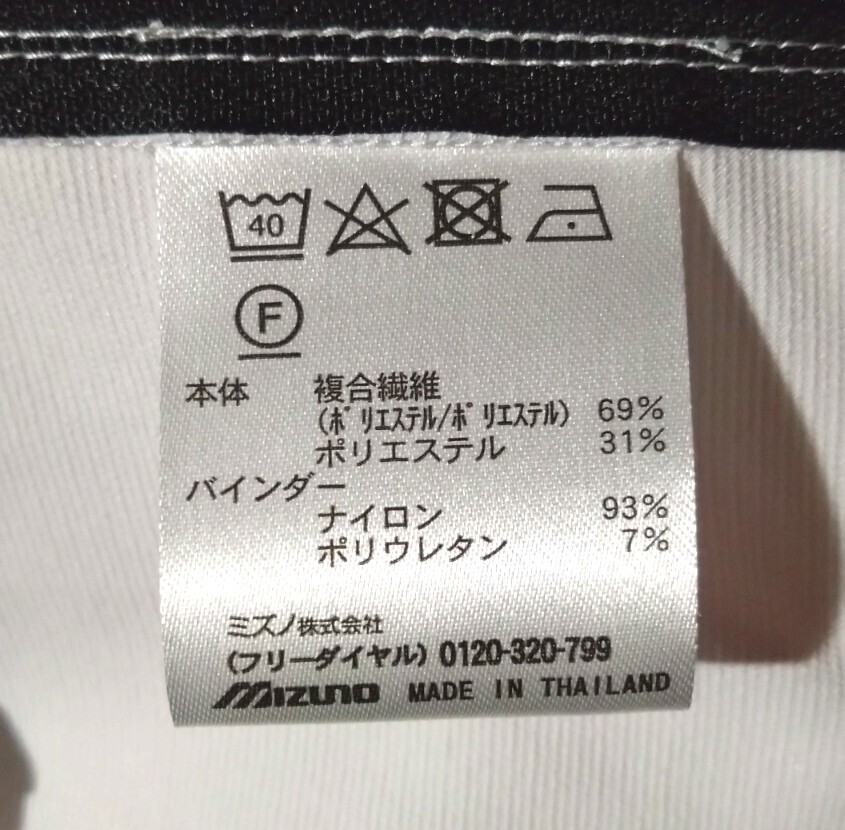 40
F
本体 複合繊維
(ﾎﾟﾘｴｽﾃﾙ/ﾎﾟﾘｴｽﾃﾙ) 69%
ポリエステル 31%
バインダー
ナイロン 93%
ポリウレタン 7%
ミズノ株式会社
(フリーダイヤル) 0120-320-799
MIZUNO MADE IN THAILAND